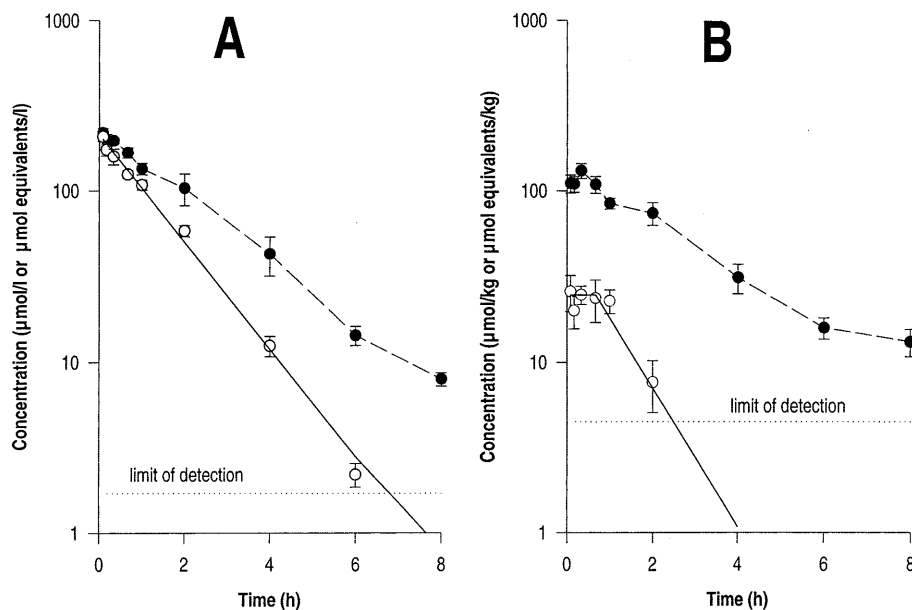 A
Concentration (µmol/l or µmol equivalents/l)
1000
100
10
1
limit of detection
0
2
4
6
8
Time (h)
B
Concentration (µmol/kg or µmol equivalents/kg)
1000
100
10
1
limit of detection
0
2
4
6
8
Time (h)